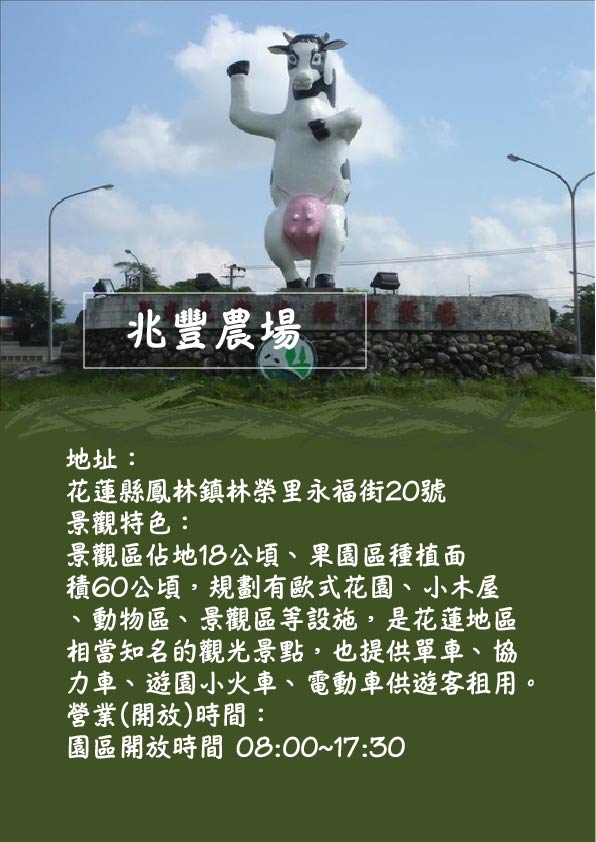 兆豐農場
地址：
花蓮縣鳳林鎮林榮里永福街20號
景觀特色：
景觀區佔地18公頃、果園區種植面
積60公頃，規劃有歐式花園、小木屋
、動物區、景觀區等設施，是花蓮地區
相當知名的觀光景點，也提供單車、協
力車、遊園小火車、電動車供遊客租用。
營業(開放)時間：
園區開放時間 08:00~17:30